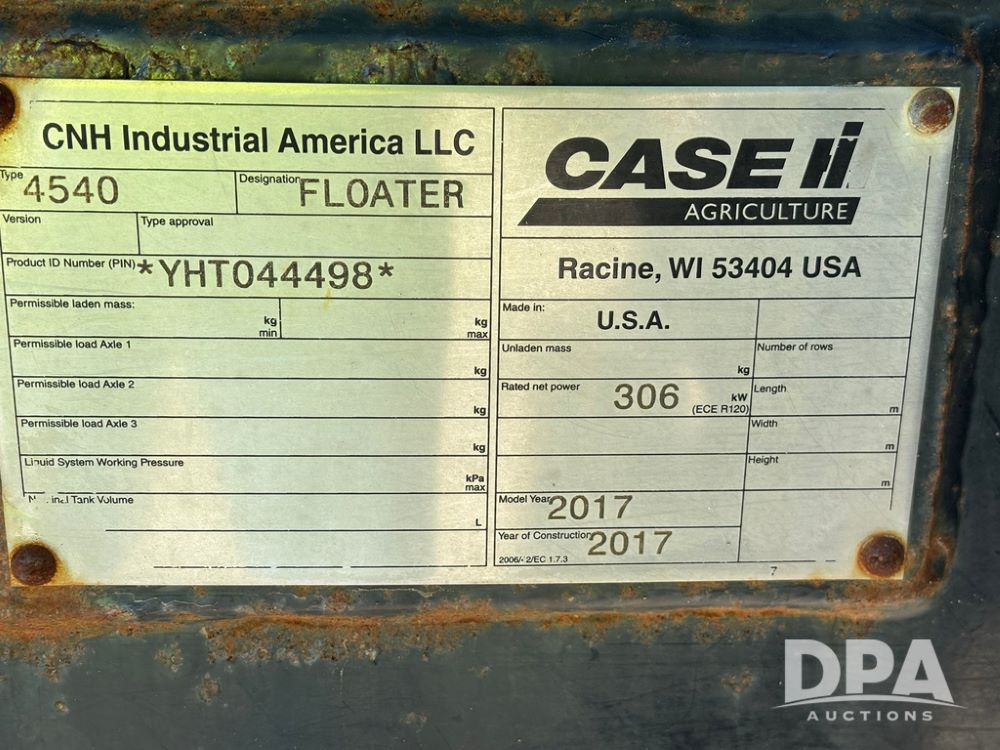 CNH Industrial America LLC
Type 4540
Designation FLOATER
Version
Type approval
Product ID Number (PIN) *YHT044498*
Permissible laden mass:
kg min
kg max
Permissible load Axle 1
kg
Permissible load Axle 2
kg
Permissible load Axle 3
kg
Liquid System Working Pressure
kPa max
Tank Volume
L
CASE IH
AGRICULTURE
Racine, WI 53404 USA
Made in:
U.S.A.
Unladen mass
kg
Number of rows
Rated net power 306 kW
(ECE R120)
Length
m
Width
m
Height
m
Model Year 2017
Year of Construction 2017
1.7.3
7
DPA
AUCTIONS